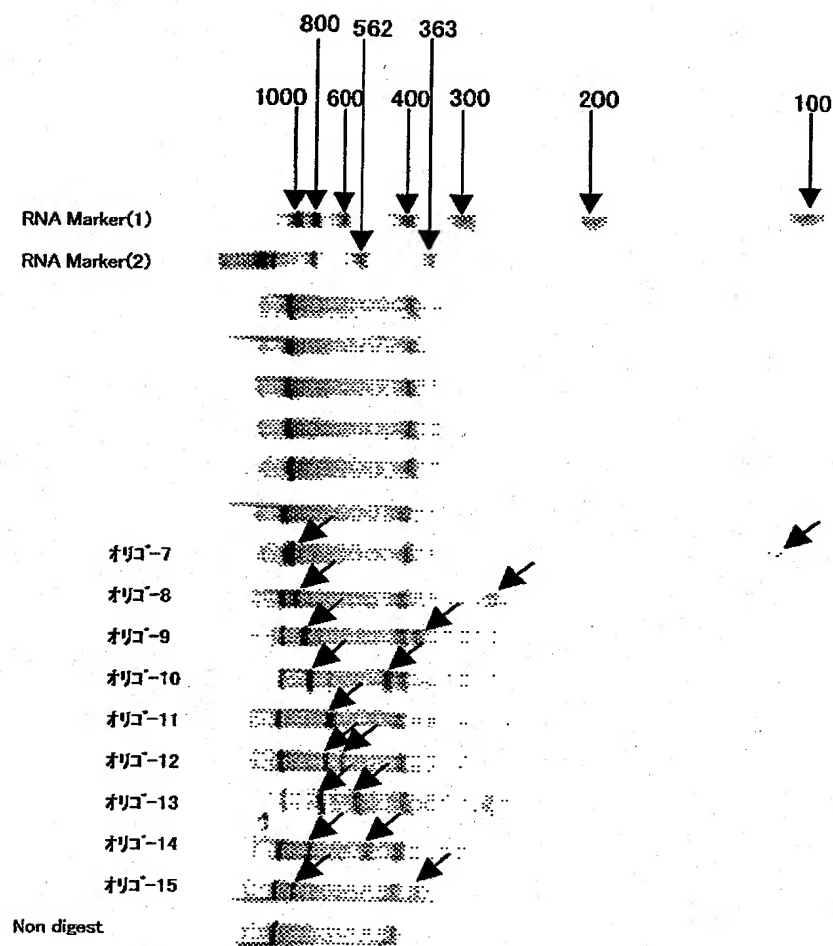 800 562 363
1000 600 400 300 200 100
RNA Marker(1)
RNA Marker(2)
オリゴ-7
オリゴ-8
オリゴ-9
オリゴ-10
オリゴ-11
オリゴ-12
オリゴ-13
オリゴ-14
オリゴ-15
Non digest